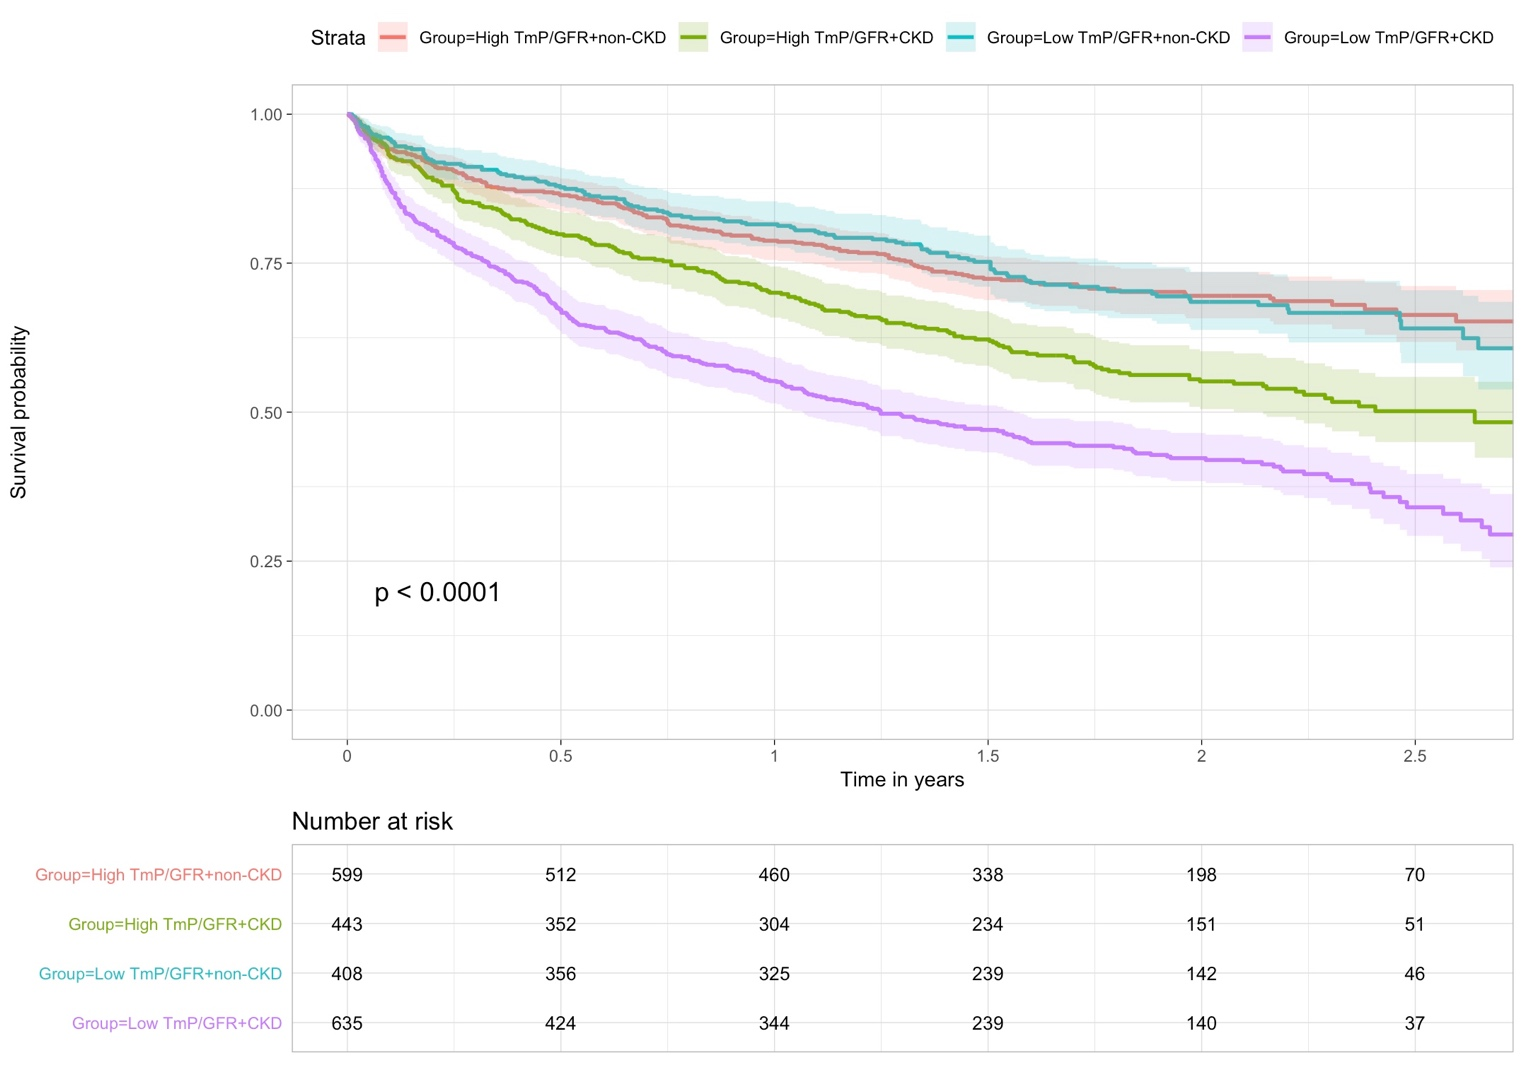 Strata Group=High TmP/GFR+non-CKD Group=High TmP/GFR+CKD Group=Low TmP/GFR+non-CKD Group=Low TmP/GFR+CKD
Survival probability
1.00
0.75
0.50
0.25
0.00
p < 0.0001
0 0.5 1 1.5 2 2.5
Time in years
Number at risk
Group=High TmP/GFR+non-CKD 599 512 460 338 198 70
Group=High TmP/GFR+CKD 443 352 304 234 151 51
Group=Low TmP/GFR+non-CKD 408 356 325 239 142 46
Group=Low TmP/GFR+CKD 635 424 344 239 140 37